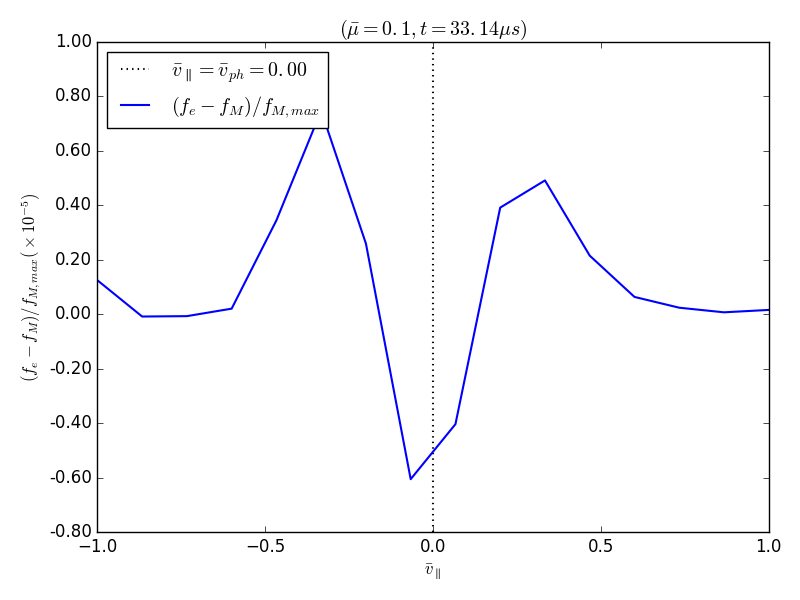 (μ̄ = 0.1, t = 33.14μs)
v̄∥ = v̄ph = 0.00
(fe − fM)/fM,max
1.00
0.80
0.60
0.40
0.20
0.00
-0.20
-0.40
-0.60
-0.80
(fe − fM)/fM,max(×10⁻⁵)
−1.0 −0.5 0.0 0.5 1.0
v̄∥